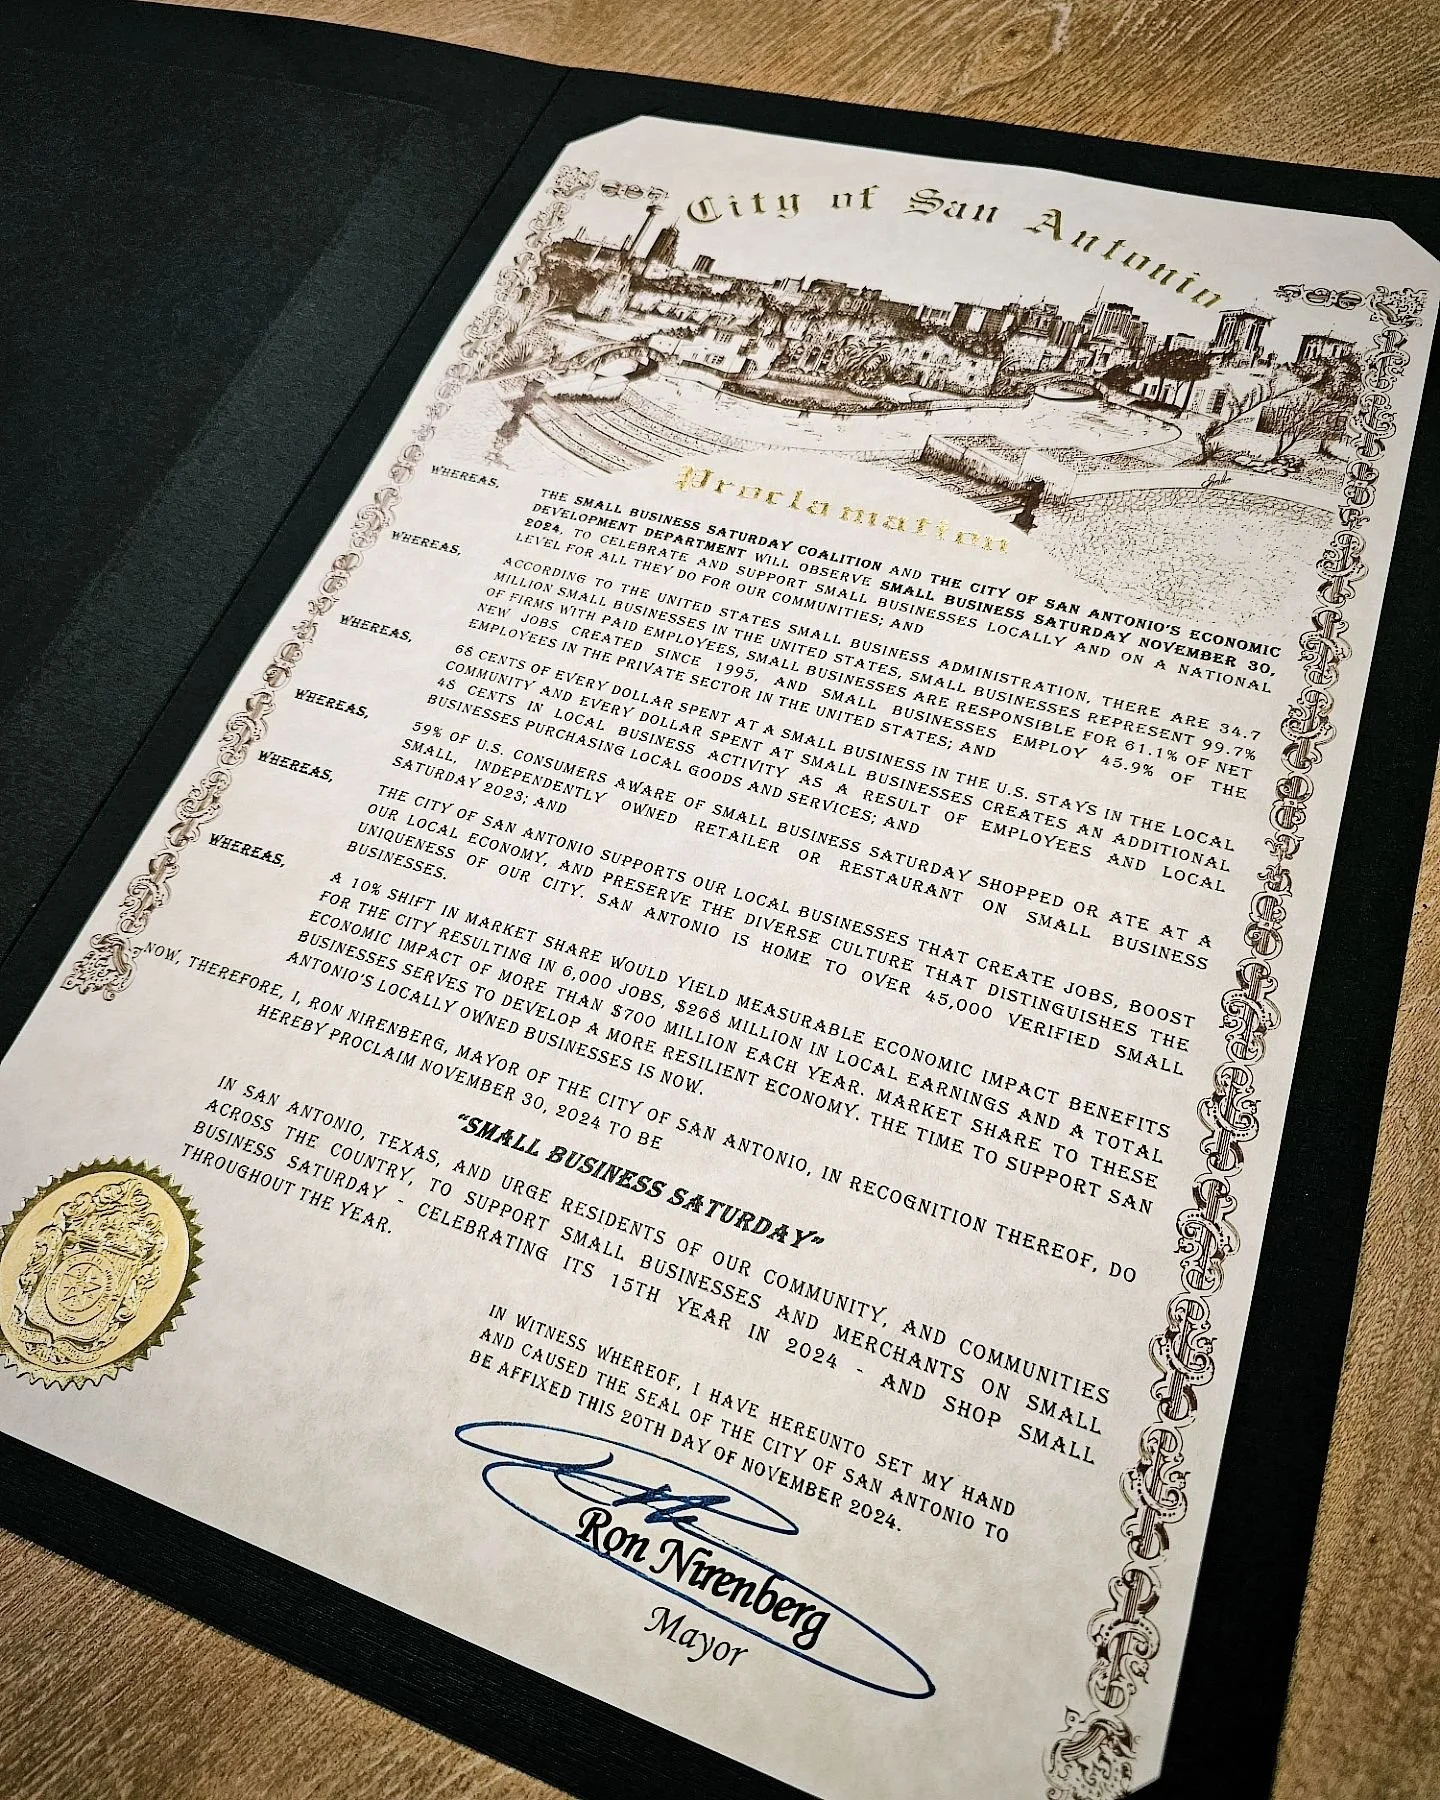 City of San Antonio
Proclamation
WHEREAS, THE SMALL BUSINESS SATURDAY COALITION AND THE CITY OF SAN ANTONIO'S ECONOMIC
DEVELOPMENT DEPARTMENT WILL OBSERVE SMALL BUSINESS SATURDAY NOVEMBER 30,
2024, TO CELEBRATE AND SUPPORT SMALL BUSINESSES LOCALLY AND ON A NATIONAL
LEVEL FOR ALL THEY DO FOR OUR COMMUNITIES; AND
WHEREAS, ACCORDING TO THE UNITED STATES SMALL BUSINESS ADMINISTRATION, THERE ARE 34.7
MILLION SMALL BUSINESSES IN THE UNITED STATES, SMALL BUSINESSES REPRESENT 99.7%
OF FIRMS WITH PAID EMPLOYEES, SMALL BUSINESSES ARE RESPONSIBLE FOR 61.1% OF NET
NEW JOBS CREATED SINCE 1995, AND SMALL BUSINESSES EMPLOY 45.9% OF THE
EMPLOYEES IN THE PRIVATE SECTOR IN THE UNITED STATES; AND
WHEREAS, 68 CENTS OF EVERY DOLLAR SPENT AT A SMALL BUSINESS IN THE U.S. STAYS IN THE LOCAL
COMMUNITY AND EVERY DOLLAR SPENT AT SMALL BUSINESSES CREATES AN ADDITIONAL
48 CENTS IN LOCAL BUSINESS ACTIVITY AS A RESULT OF EMPLOYEES AND LOCAL
BUSINESSES PURCHASING LOCAL GOODS AND SERVICES; AND
WHEREAS, 59% OF U.S. CONSUMERS AWARE OF SMALL BUSINESS SATURDAY SHOPPED OR ATE AT A
SMALL, INDEPENDENTLY OWNED RETAILER OR RESTAURANT ON SMALL BUSINESS
SATURDAY 2023; AND
WHEREAS, THE CITY OF SAN ANTONIO SUPPORTS OUR LOCAL BUSINESSES THAT CREATE JOBS, BOOST
OUR LOCAL ECONOMY, AND PRESERVE THE DIVERSE CULTURE THAT DISTINGUISHES THE
UNIQUENESS OF OUR CITY. SAN ANTONIO IS HOME TO OVER 45,000 VERIFIED SMALL
BUSINESSES.
WHEREAS, A 10% SHIFT IN MARKET SHARE WOULD YIELD MEASURABLE ECONOMIC IMPACT BENEFITS
FOR THE CITY RESULTING IN 6,000 JOBS, $268 MILLION IN LOCAL EARNINGS AND A TOTAL
ECONOMIC IMPACT OF MORE THAN $700 MILLION EACH YEAR. MARKET SHARE TO THESE
BUSINESSES SERVES TO DEVELOP A MORE RESILIENT ECONOMY. THE TIME TO SUPPORT SAN
ANTONIO'S LOCALLY OWNED BUSINESSES IS NOW.
NOW, THEREFORE, I, RON NIRENBERG, MAYOR OF THE CITY OF SAN ANTONIO, IN RECOGNITION THEREOF, DO
HEREBY PROCLAIM NOVEMBER 30, 2024 TO BE
"SMALL BUSINESS SATURDAY"
IN SAN ANTONIO, TEXAS, AND URGE RESIDENTS OF OUR COMMUNITY, AND COMMUNITIES
ACROSS THE COUNTRY, TO SUPPORT SMALL BUSINESSES AND MERCHANTS ON SMALL
BUSINESS SATURDAY - CELEBRATING ITS 15TH YEAR IN 2024 - AND SHOP SMALL
THROUGHOUT THE YEAR.
IN WITNESS WHEREOF, I HAVE HEREUNTO SET MY HAND
AND CAUSED THE SEAL OF THE CITY OF SAN ANTONIO TO
BE AFFIXED THIS 20TH DAY OF NOVEMBER 2024.
Ron Nirenberg
Mayor